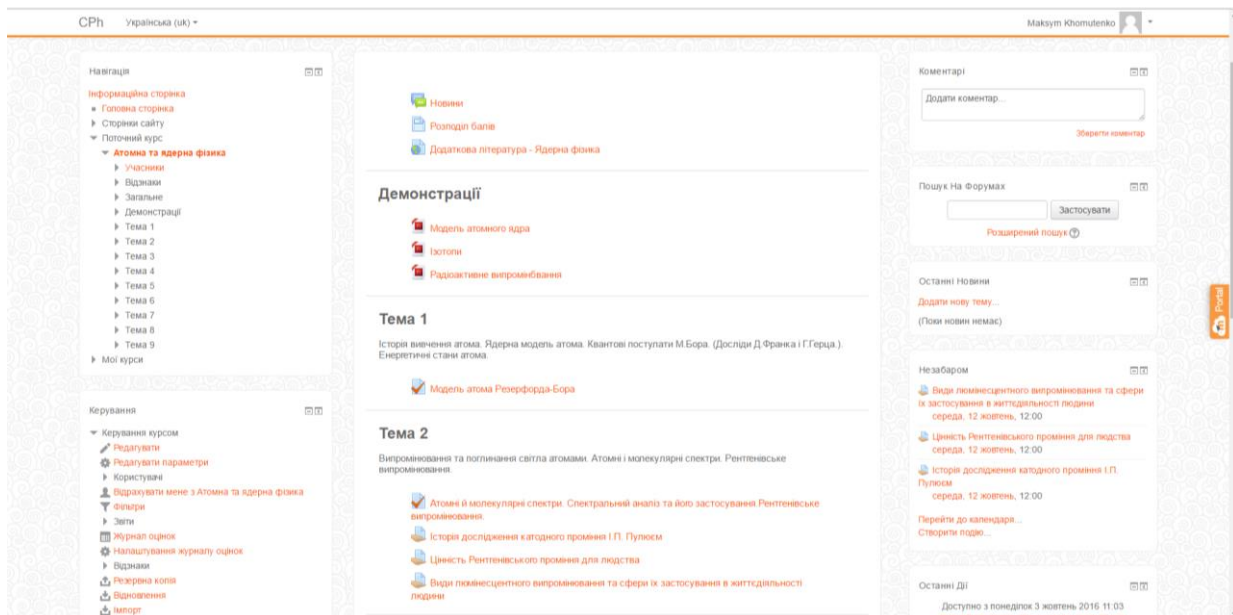 CPh
Українська (uk)
Maksym Khomutenko
Навігація
Інформаційна сторінка
Головна сторінка
Сторінки сайту
Поточний курс
Атомна та ядерна фізика
Учасники
Відзнаки
Загальне
Демонстрації
Тема 1
Тема 2
Тема 3
Тема 4
Тема 5
Тема 6
Тема 7
Тема 8
Тема 9
Мої курси
Керування
Керування курсом
Редагувати
Редагувати параметри
Користувачі
Відрахувати мене з Атомна та ядерна фізика
Фільтри
Звіти
Журнал оцінок
Налаштування журналу оцінок
Відзнаки
Резервна копія
Відновлення
Імпорт
Новини
Розподіл балів
Додаткова література - Ядерна фізика
Демонстрації
Модель атомного ядра
Ізотопи
Радіоактивне випромінбвання
Тема 1
Історія вивчення атома. Ядерна модель атома. Квантові поступати М.Бора. (Досліди Д.Франка і Г.Герца.).
Енергетичні стани атома.
Модель атома Резерфорда-Бора
Тема 2
Випромінювання та поглинання світла атомами. Атомні і молекулярні спектри. Рентгенівське
випромінювання.
Атомні й молекулярні спектри. Спектральний аналіз та його застосування Рентгенівське
випромінювання.
Історія дослідження катодного проміння І.П. Пулюєм
Цінність Рентгенівського проміння для людства
Види люмінесцентного випромінювання та сфери їх застосування в життєдіяльності
людини
Коментарі
Додати коментар...
Зберегти коментар
Пошук На Форумах
Застосувати
Розширений пошук
Останні Новини
Додати нову тему...
(Поки новин немає)
Незабаром
Види люмінесцентного випромінювання та сфери
їх застосування в життєдіяльності людини
середа, 12 жовтень, 12:00
Цінність Рентгенівського проміння для людства
середа, 12 жовтень, 12:00
Історія дослідження катодного проміння І.П.
Пулюєм
середа, 12 жовтень, 12:00
Перейти до календаря...
Створити подію...
Останні Дії
Доступно з понеділок 3 жовтень 2016 11:03
Portal